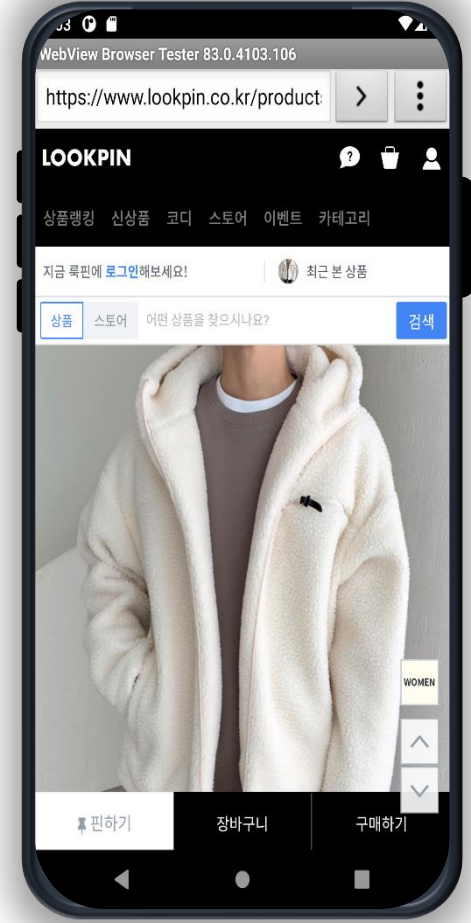 WebView Browser Tester 83.0.4103.106
https://www.lookpin.co.kr/product
LOOKPIN
상품랭킹 신상품 코디 스토어 이벤트 카테고리
지금 룩핀에 로그인해보세요! 최근 본 상품
상품 스토어 어떤 상품을 찾으시나요? 검색
WOMEN
핀하기 장바구니 구매하기